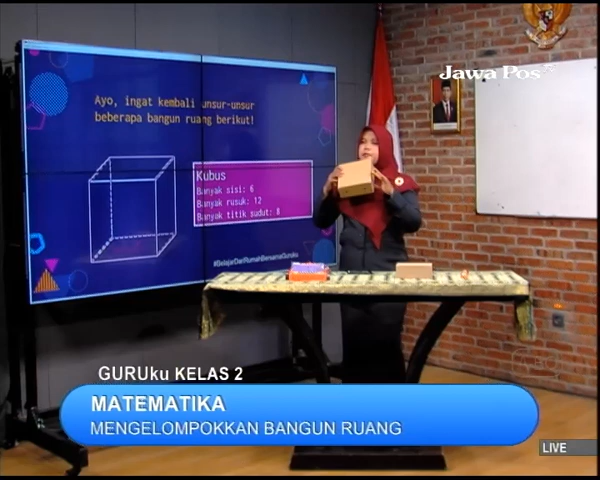 Jawa Pos TV
Ayo, ingat kembali unsur-unsur
beberapa bangun ruang berikut!
Kubus
Banyak sisi: 6
Banyak rusuk: 12
Banyak titik sudut: 8
#BelajarDariRumahBersamaGuruku
GURUku KELAS 2
MATEMATIKA
MENGELOMPOKKAN BANGUN RUANG
LIVE